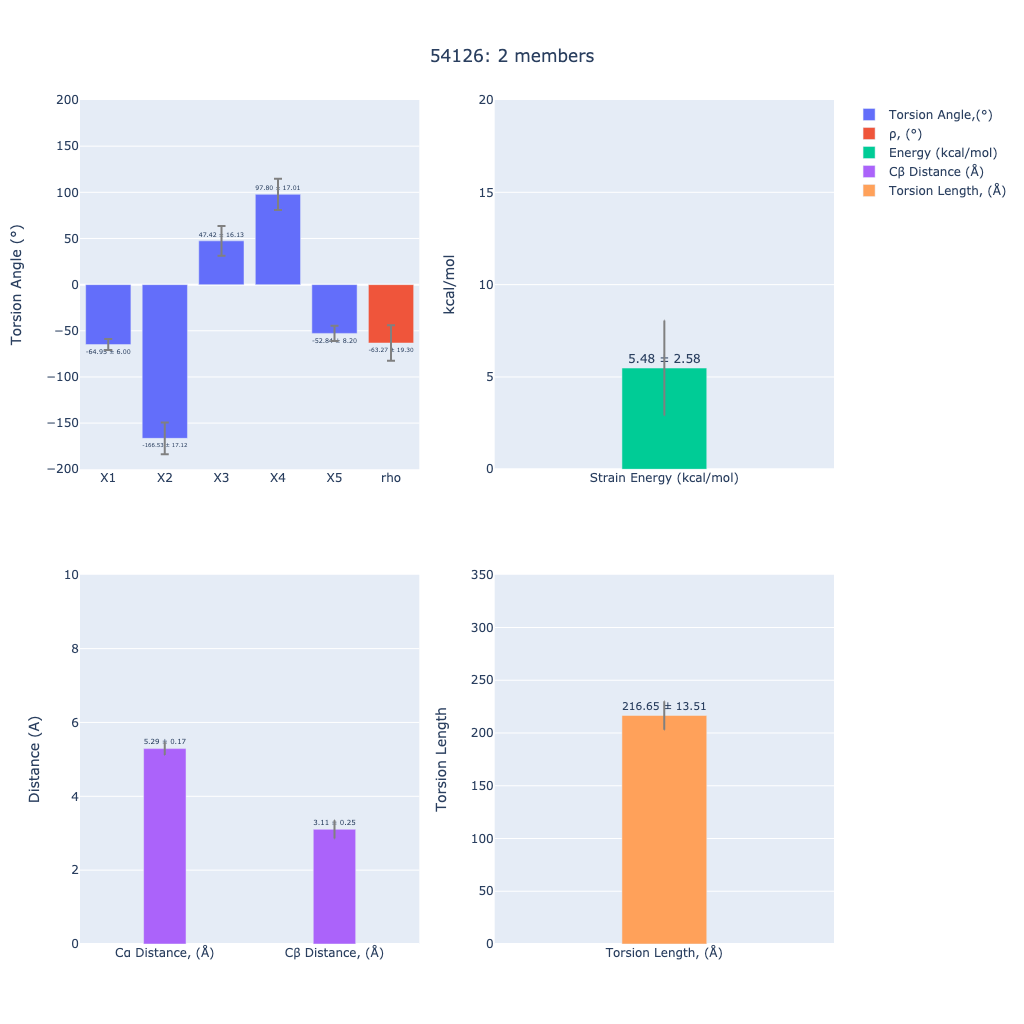 54126: 2 members
Torsion Angle (°)
200
150
100
50
0
−50
−100
−150
−200
-64.93 ± 6.00
-166.51 ± 17.12
47.42 ± 16.13
97.80 ± 17.01
-52.84 ± 8.20
-63.27 ± 19.30
X1 X2 X3 X4 X5 rho
kcal/mol
20
15
10
5
0
5.48 ± 2.58
Strain Energy (kcal/mol)
Torsion Angle,(°)
ρ, (°)
Energy (kcal/mol)
Cβ Distance (Å)
Torsion Length, (Å)
Distance (A)
10
8
6
4
2
0
5.29 ± 0.17
3.11 ± 0.25
Cα Distance, (Å) Cβ Distance, (Å)
Torsion Length
350
300
250
200
150
100
50
0
216.65 ± 13.51
Torsion Length, (Å)